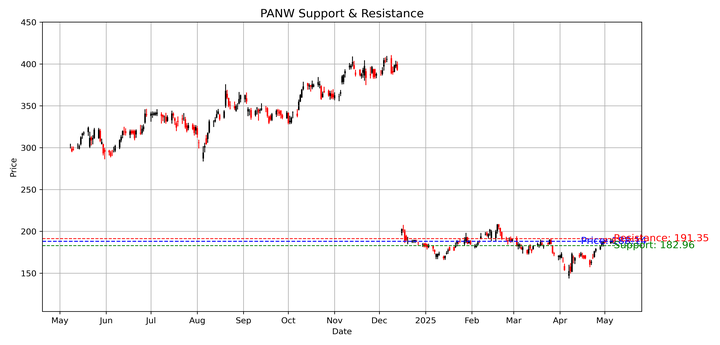 PANW Support & Resistance
450
400
350
300
250
200
150
Price
Resistance: 191.35
Price:
Support: 182.96
May Jun Jul Aug Sep Oct Nov Dec 2025 Feb Mar Apr May
Date